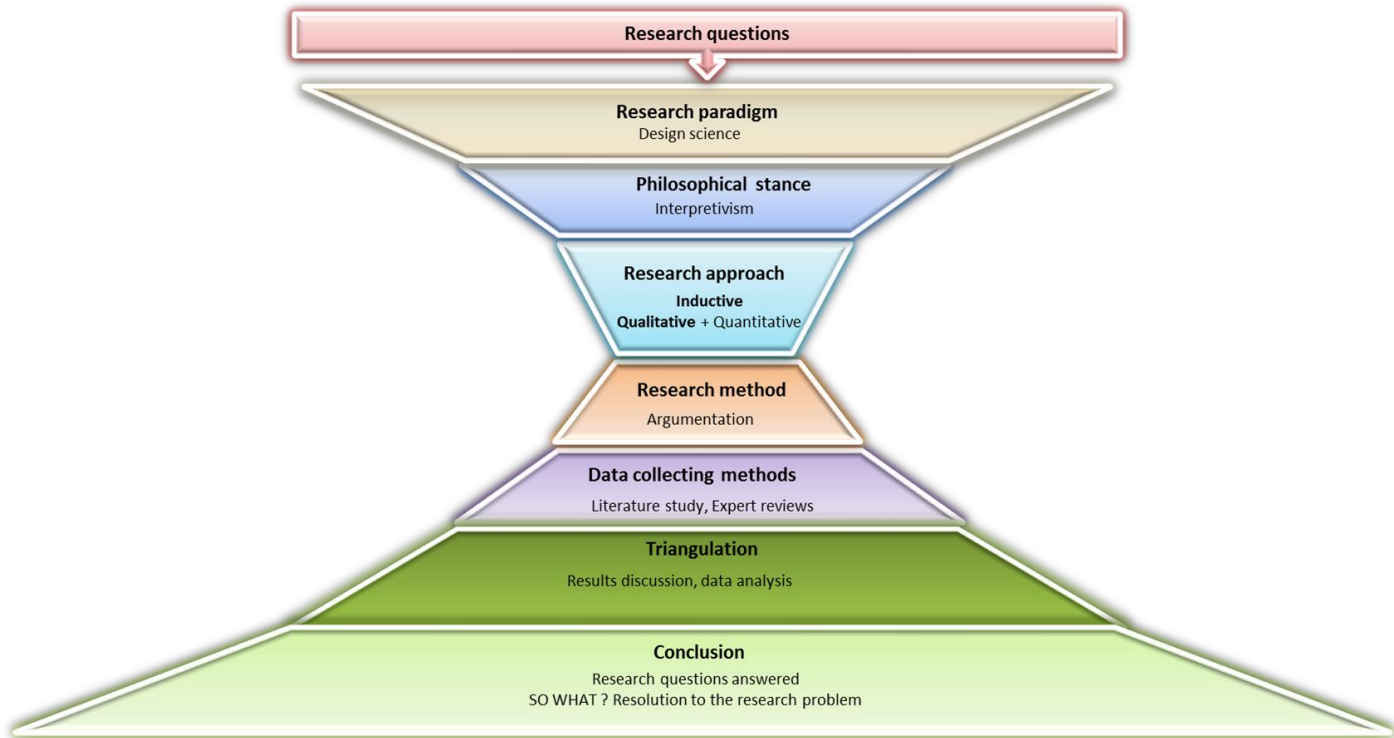 Research questions
Research paradigm
Design science
Philosophical stance
Interpretivism
Research approach
Inductive
Qualitative + Quantitative
Research method
Argumentation
Data collecting methods
Literature study, Expert reviews
Triangulation
Results discussion, data analysis
Conclusion
Research questions answered
SO WHAT ? Resolution to the research problem